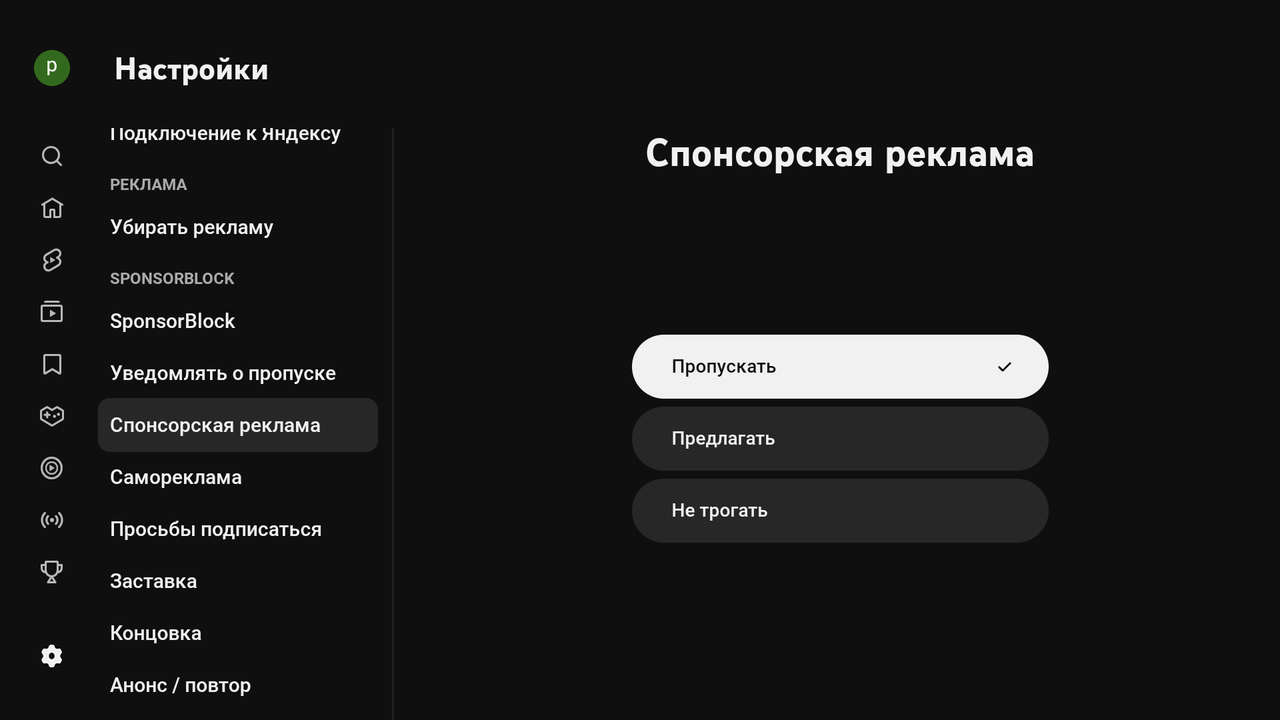 p
Настройки
Подключение к Яндексу
РЕКЛАМА
Убирать рекламу
SPONSORBLOCK
SponsorBlock
Уведомлять о пропуске
Спонсорская реклама
Самореклама
Просьбы подписаться
Заставка
Концовка
Анонс / повтор
Спонсорская реклама
Пропускать
Предлагать
Не трогать